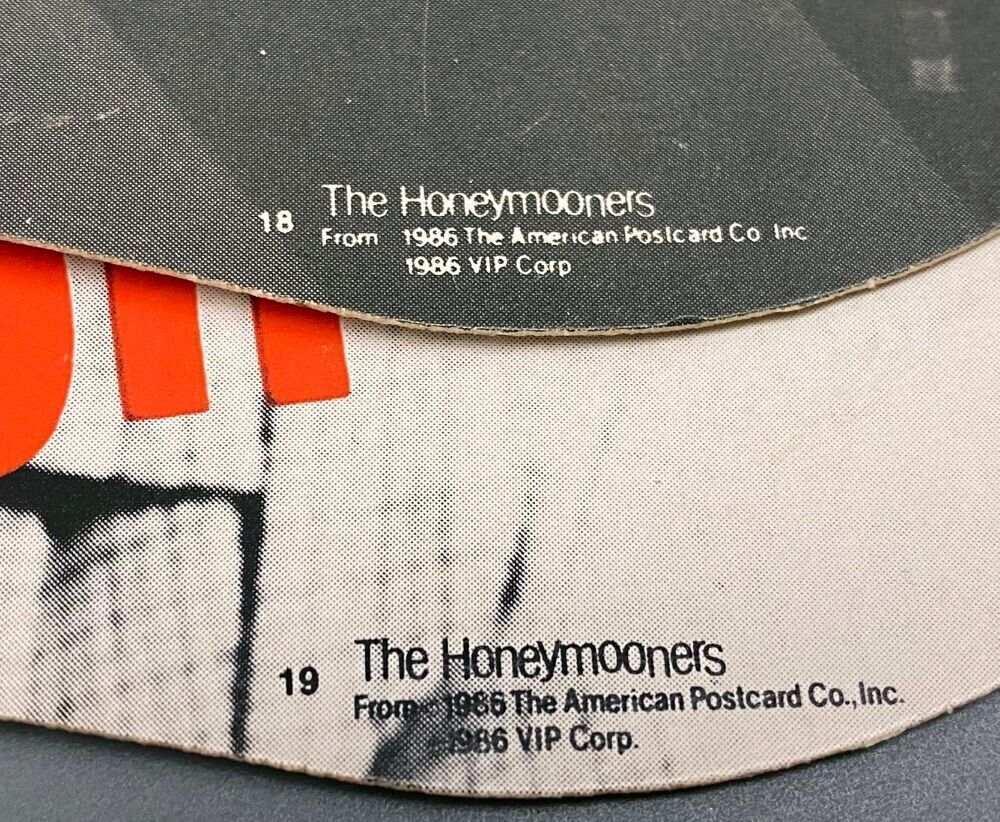 18 The Honeymooners
From 1986 The American Postcard Co Inc
1986 VIP Corp
19 The Honeymooners
From 1986 The American Postcard Co., Inc.
1986 VIP Corp.